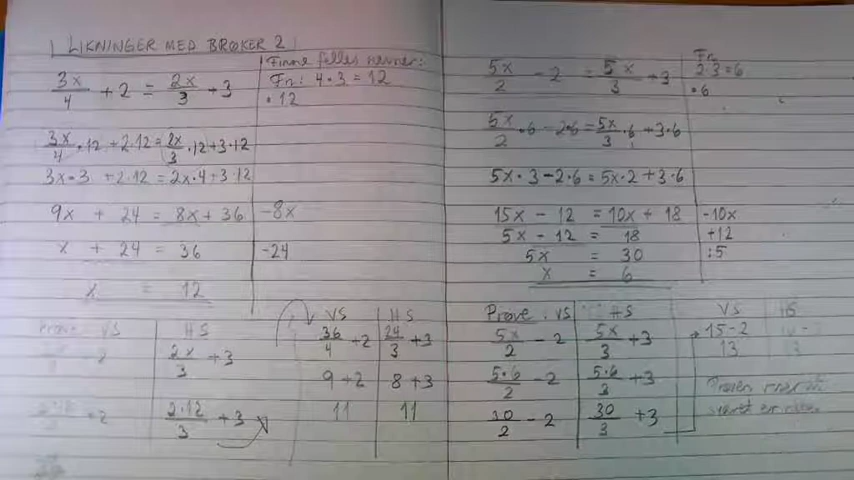 LIKNINGER MED BRØKER 2
Finne felles nevner:
3x/4 + 2 = 2x/3 + 3
Fn: 4·3 = 12
·12
3x/4 ·12 + 2·12 = 2x/3 ·12 + 3·12
3x·3 + 2·12 = 2x·4 + 3·12
9x + 24 = 8x + 36 -8x
x + 24 = 36 -24
x = 12
Prøve VS HS
- 2 2x/3 + 3
+ 2 2·12/3 + 3
VS HS
36/4 + 2 24/3 + 3
9 + 2 8 + 3
11 11
5x/2 - 2 = 5x/3 + 3
Fn
2·3 = 6
·6
5x/2 ·6 - 2·6 = 5x/3 ·6 + 3·6
5x·3 - 2·6 = 5x·2 + 3·6
15x - 12 = 10x + 18 -10x
5x - 12 = 18 +12
5x = 30 :5
x = 6
Prøve: VS HS
5x/2 - 2 5x/3 + 3
5·6/2 - 2 5·6/3 + 3
30/2 - 2 30/3 + 3
VS HS
15-2
13
Prøven
svaret er